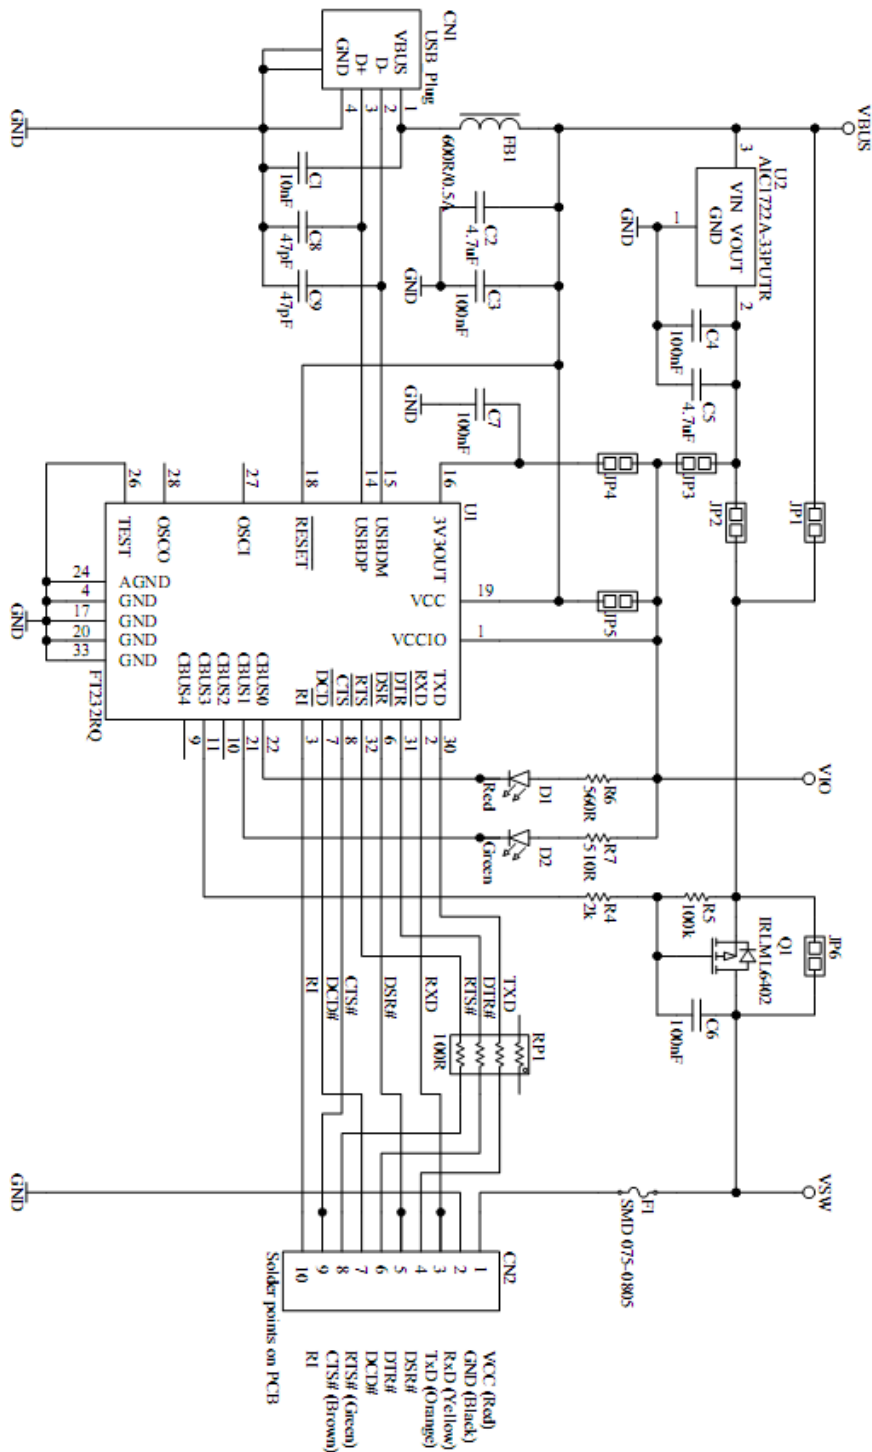 CN1
USB Plug
VBUS
D-
D+
GND
1
2
3
4
GND
C1
10nF
C8
47pF
C9
47pF
FB1
600R/0.5A
C2
4.7uF
C3
100nF
GND
VBUS
U2
AIC1722A-33PUTR
VIN VOUT
GND
3
1
2
GND
C4
100nF
C5
4.7uF
C7
100nF
GND
JP4
JP3
JP2
JP1
JP5
U1
FT232RQ
16
15
14
18
27
28
26
3V3OUT
USBDM
USBDP
RESET
OSCI
OSCO
TEST
19
VCC
1
VCCIO
24
AGND
4
GND
17
GND
20
GND
33
GND
GND
TXD
RXD
DTR
DSR
RTS
CTS
DCD
RI
CBUS0
CBUS1
CBUS2
CBUS3
CBUS4
30
2
31
6
32
8
7
3
22
21
10
11
9
Red
D1
R6
560R
Green
D2
R7
510R
VIO
R4
2k
R5
100k
Q1
IRLML6402
JP6
C6
100nF
TXD
DTR#
RTS#
RXD
DSR#
CTS#
DCD#
RI
RP1
100R
VSW
F1
SMD 075-0805
GND
CN2
1
2
3
4
5
6
7
8
9
10
Solder points on PCB
VCC (Red)
GND (Black)
RxD (Yellow)
TxD (Orange)
DSR#
DTR#
DCD#
RTS# (Green)
CTS# (Brown)
RI